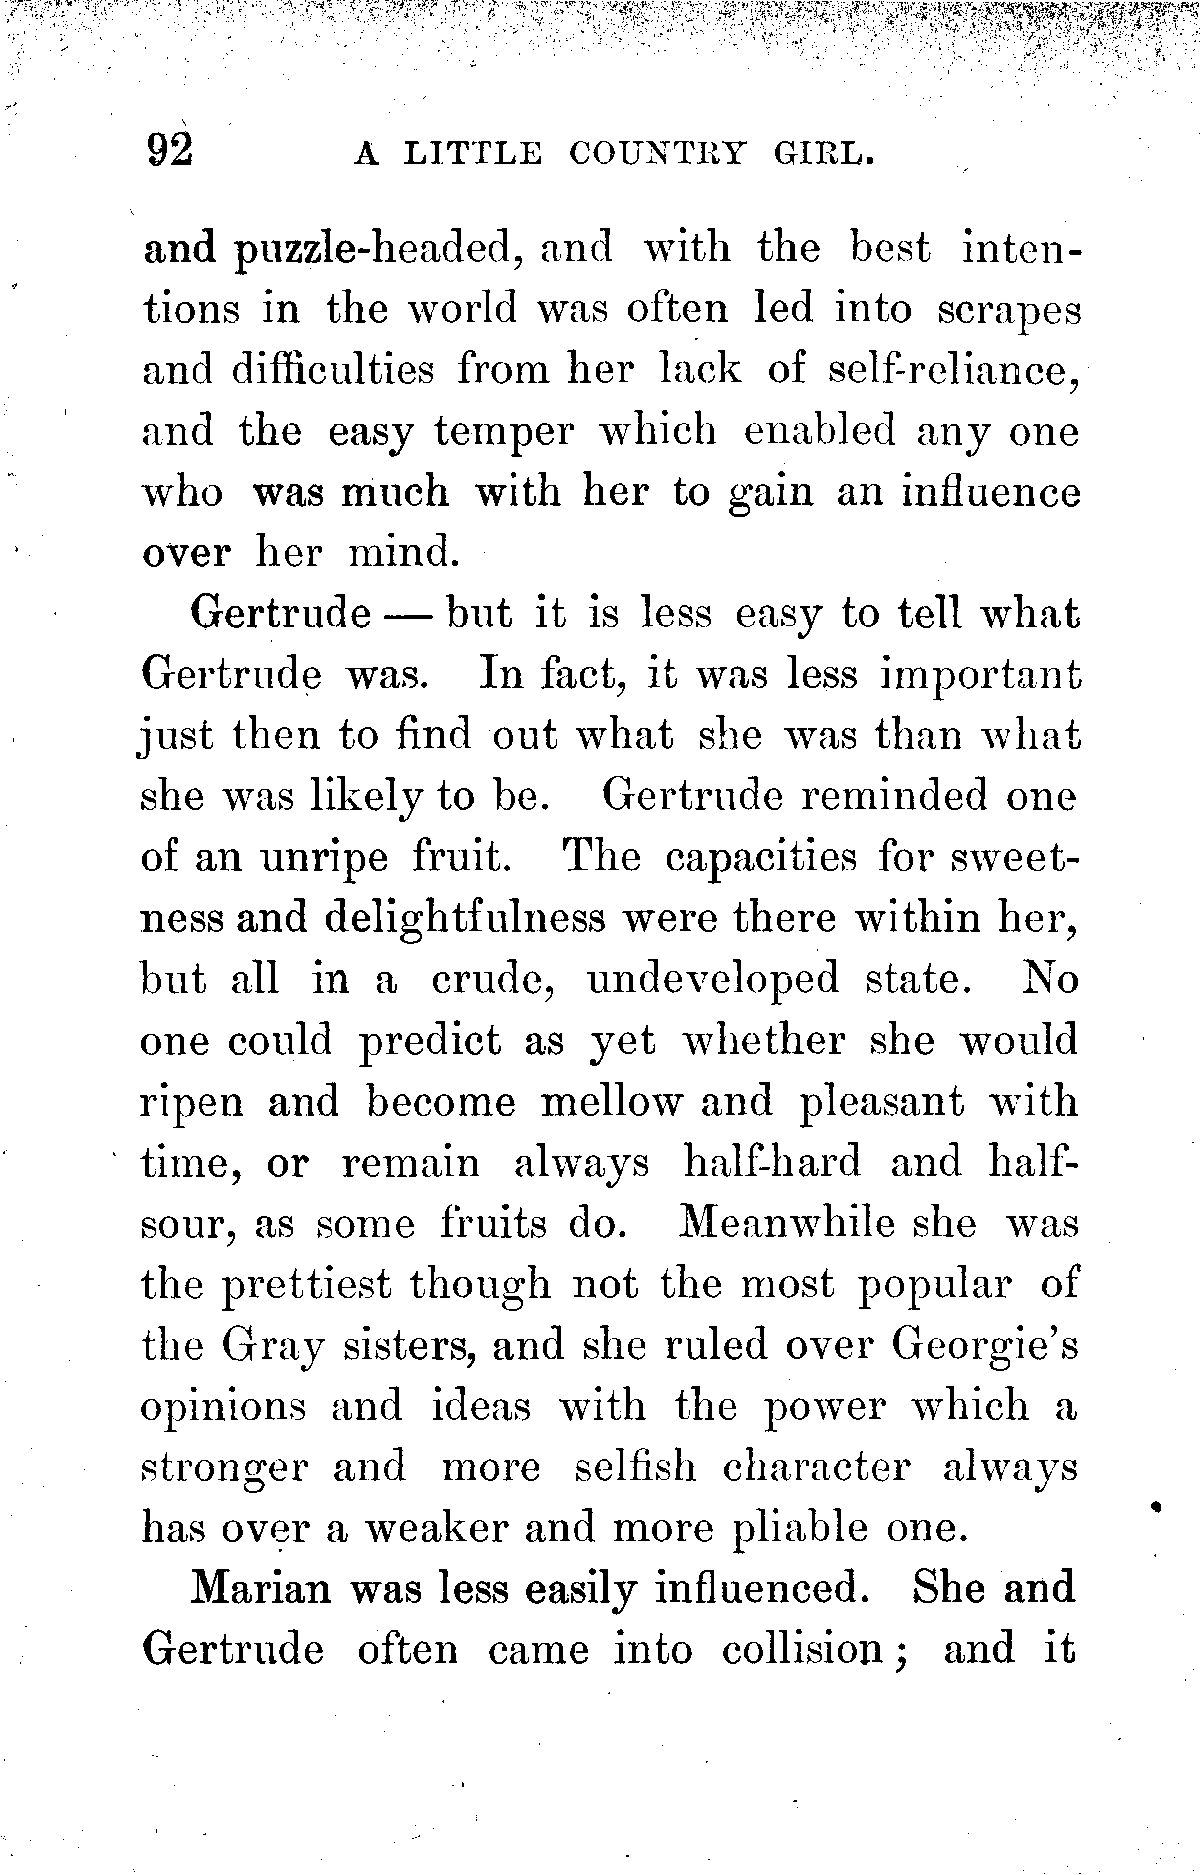 92 A LITTLE COUNTRY GIRL.
and puzzle-headed, and with the best inten-
tions in the world was often led into scrapes
and difficulties from her lack of self-reliance,
and the easy temper which enabled any one
who was much with her to gain an influence
over her mind.
Gertrude — but it is less easy to tell what
Gertrude was. In fact, it was less important
just then to find out what she was than what
she was likely to be. Gertrude reminded one
of an unripe fruit. The capacities for sweet-
ness and delightfulness were there within her,
but all in a crude, undeveloped state. No
one could predict as yet whether she would
ripen and become mellow and pleasant with
time, or remain always half-hard and half-
sour, as some fruits do. Meanwhile she was
the prettiest though not the most popular of
the Gray sisters, and she ruled over Georgie's
opinions and ideas with the power which a
stronger and more selfish character always
has over a weaker and more pliable one.
Marian was less easily influenced. She and
Gertrude often came into collision; and it